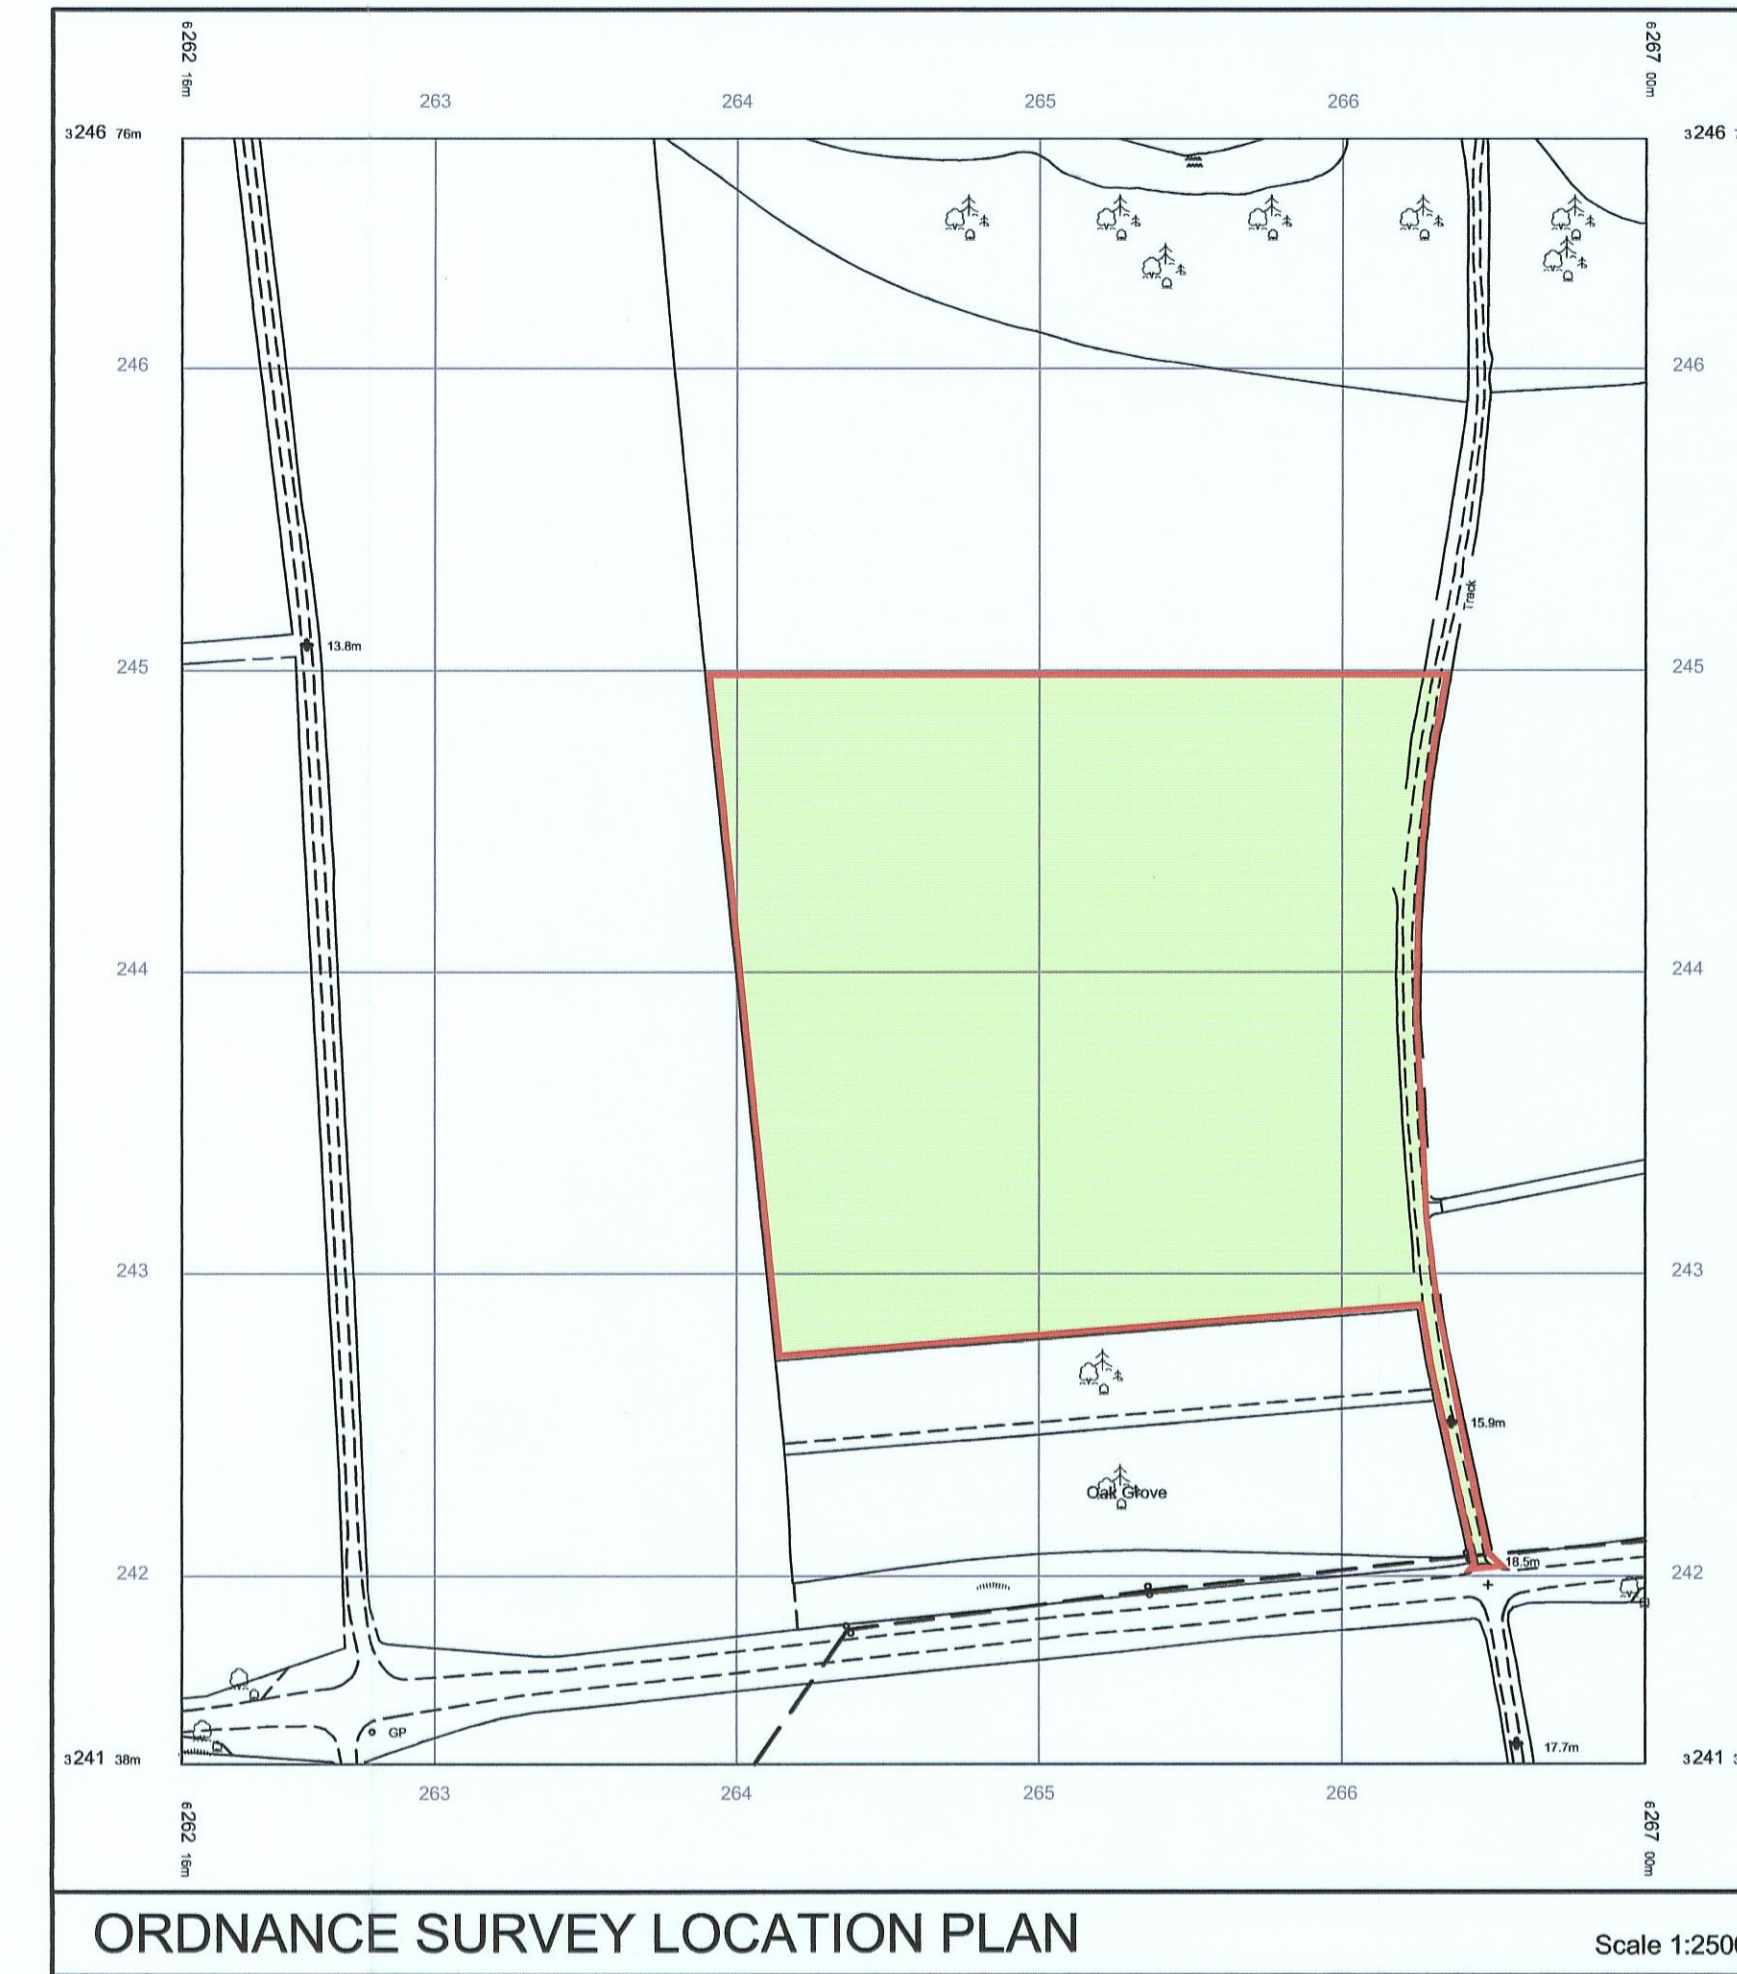 6262 16m
6267 00m
263 264 265 266
3246 76m
3246
246 246
Track
13.8m
245 245
244 244
243 243
15.9m
Oak Grove
18.5m
242 242
GP
17.7m
3241 38m
3241
263 264 265 266
6262 16m
6267 00m
ORDNANCE SURVEY LOCATION PLAN
Scale 1:2500